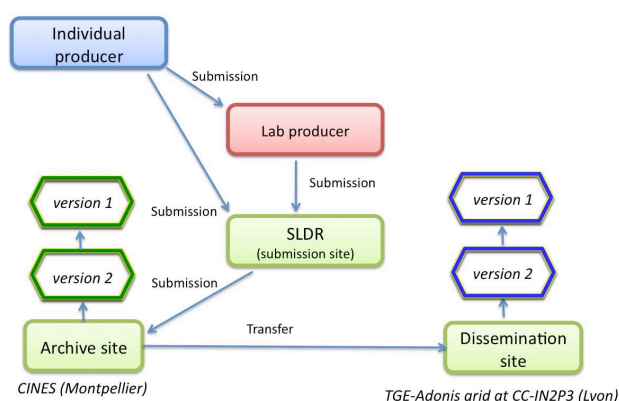 Individual
producer
Submission
Lab producer
Submission
version 1
Submission
version 1
SLDR
(submission site)
version 2
Submission
version 2
Archive site
Transfer
Dissemination
site
CINES (Montpellier)
TGE-Adonis grid at CC-IN2P3 (Lyon)